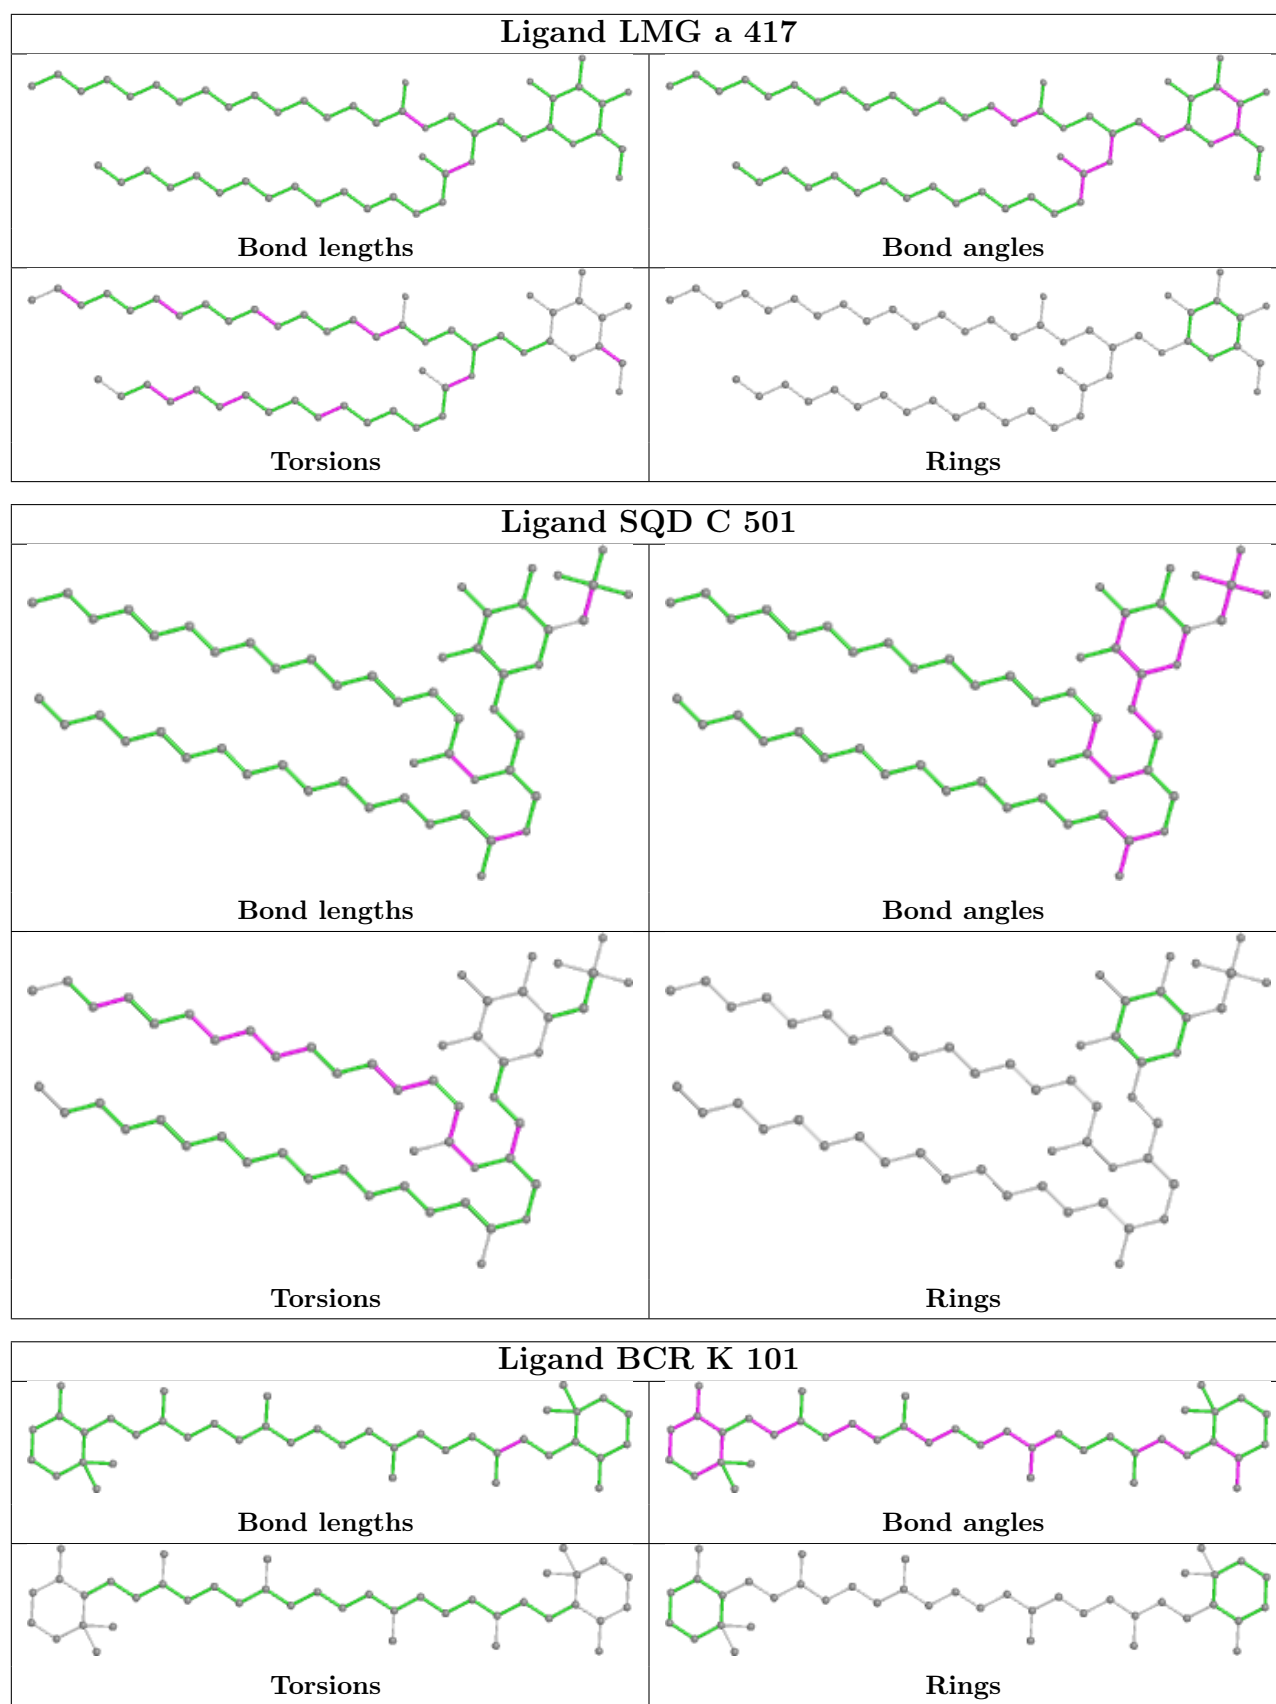 Ligand LMG a 417
Bond lengths
Bond angles
Torsions
Rings
Ligand SQD C 501
Bond lengths
Bond angles
Torsions
Rings
Ligand BCR K 101
Bond lengths
Bond angles
Torsions
Rings